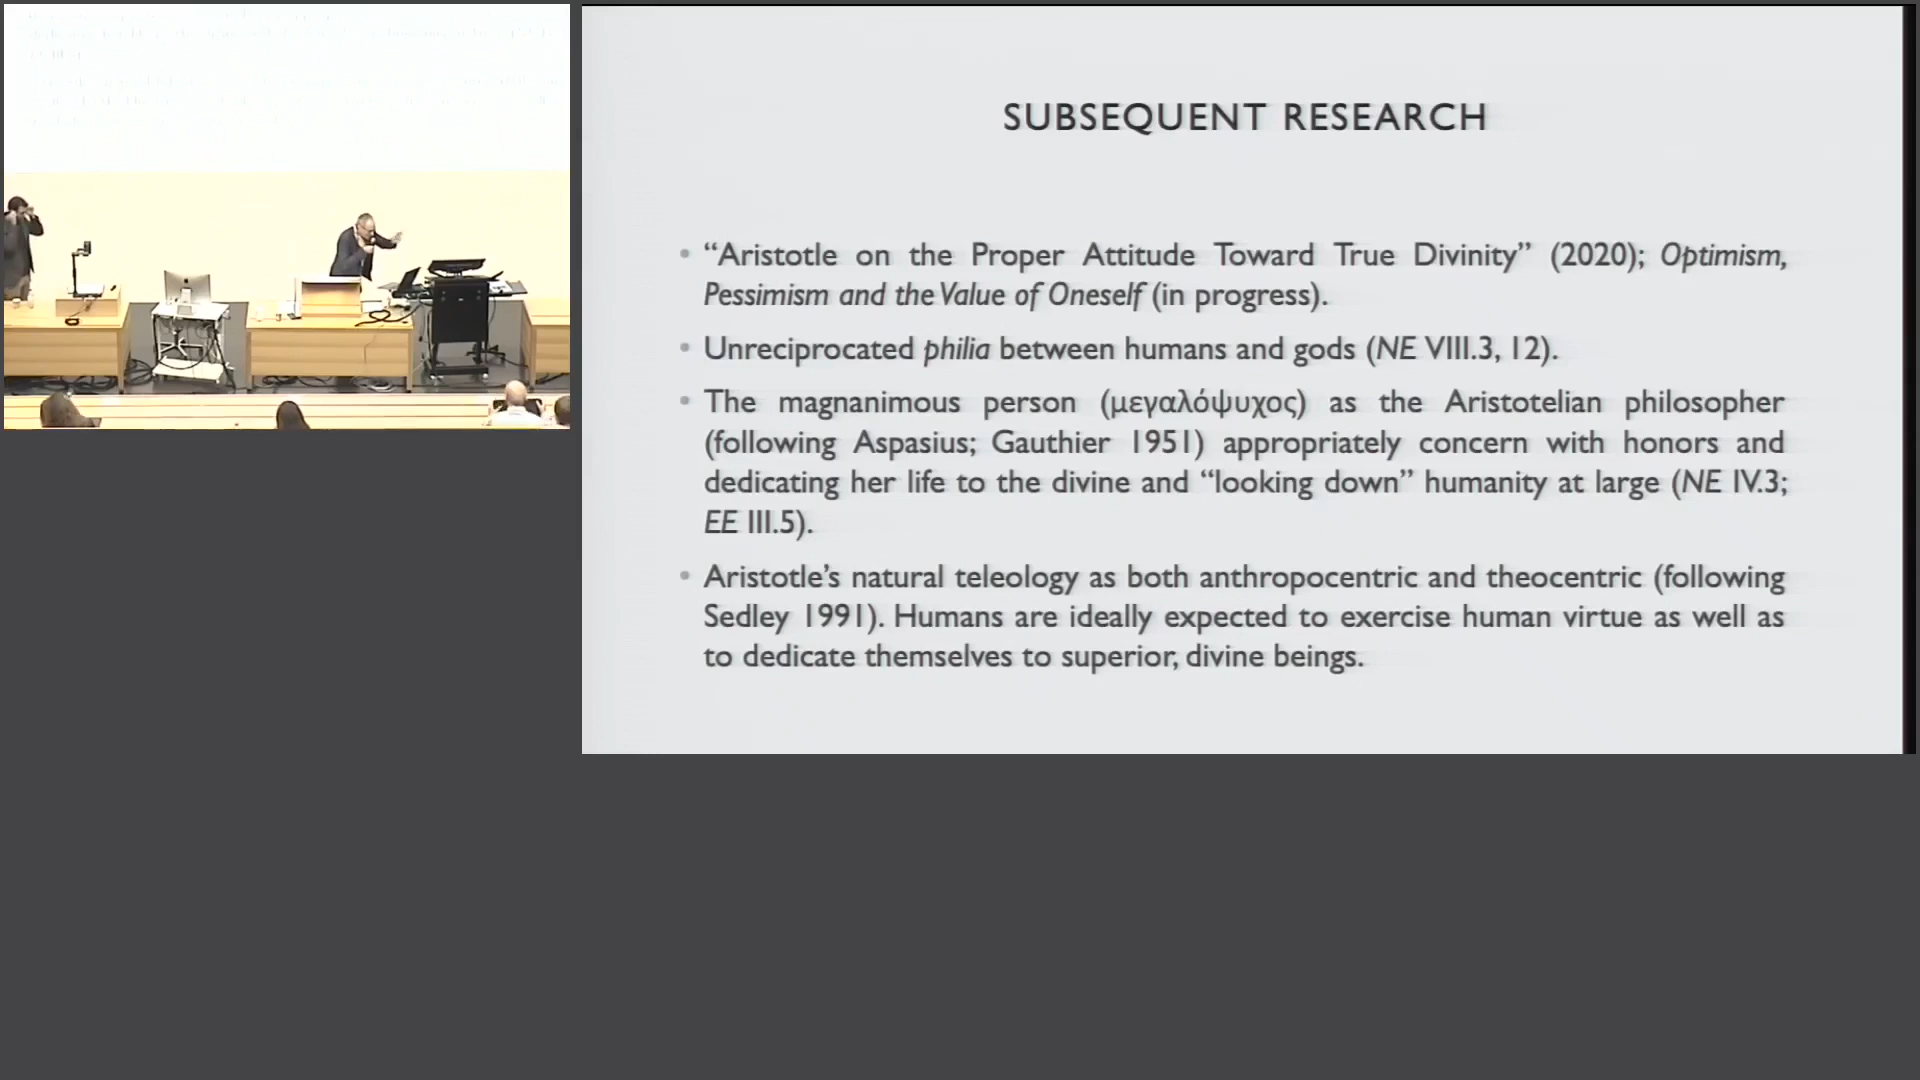 SUBSEQUENT RESEARCH
• “Aristotle on the Proper Attitude Toward True Divinity” (2020); Optimism,
Pessimism and the Value of Oneself (in progress).
• Unreciprocated philia between humans and gods (NE VIII.3, 12).
• The magnanimous person (μεγαλόψυχος) as the Aristotelian philosopher
(following Aspasius; Gauthier 1951) appropriately concern with honors and
dedicating her life to the divine and “looking down” humanity at large (NE IV.3;
EE III.5).
• Aristotle’s natural teleology as both anthropocentric and theocentric (following
Sedley 1991). Humans are ideally expected to exercise human virtue as well as
to dedicate themselves to superior, divine beings.